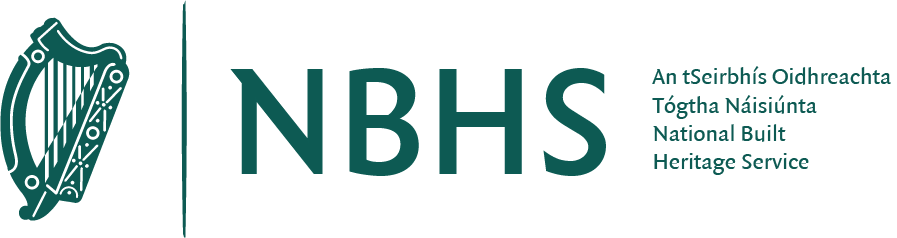 NBHS
An tSeirbhís Oidhreachta
Tógtha Náisiúnta
National Built
Heritage Service